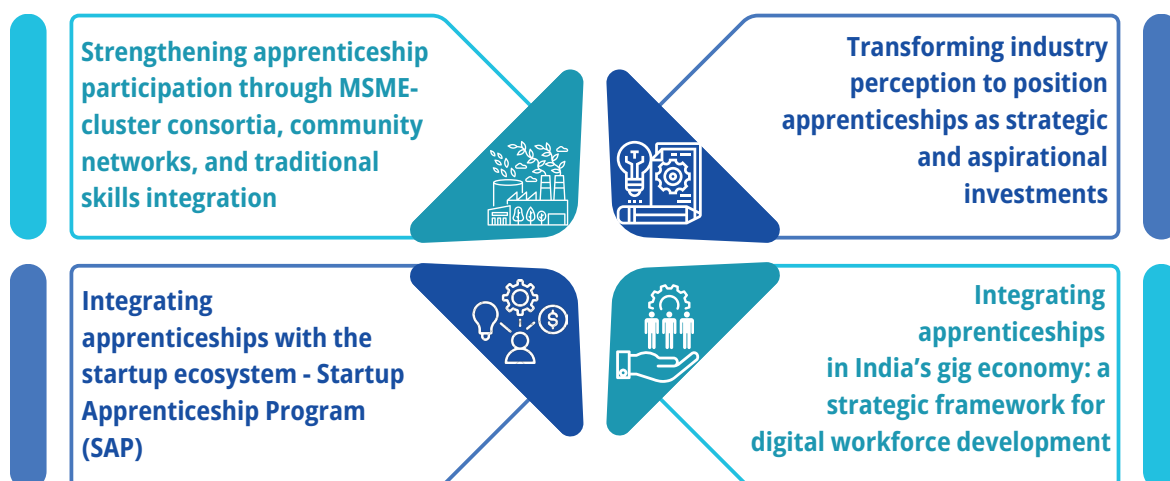 Strengthening apprenticeship
participation through MSME-
cluster consortia, community
networks, and traditional
skills integration
Transforming industry
perception to position
apprenticeships as strategic
and aspirational
investments
Integrating
apprenticeships with the
startup ecosystem - Startup
Apprenticeship Program
(SAP)
Integrating
apprenticeships
in India’s gig economy: a
strategic framework for
digital workforce development